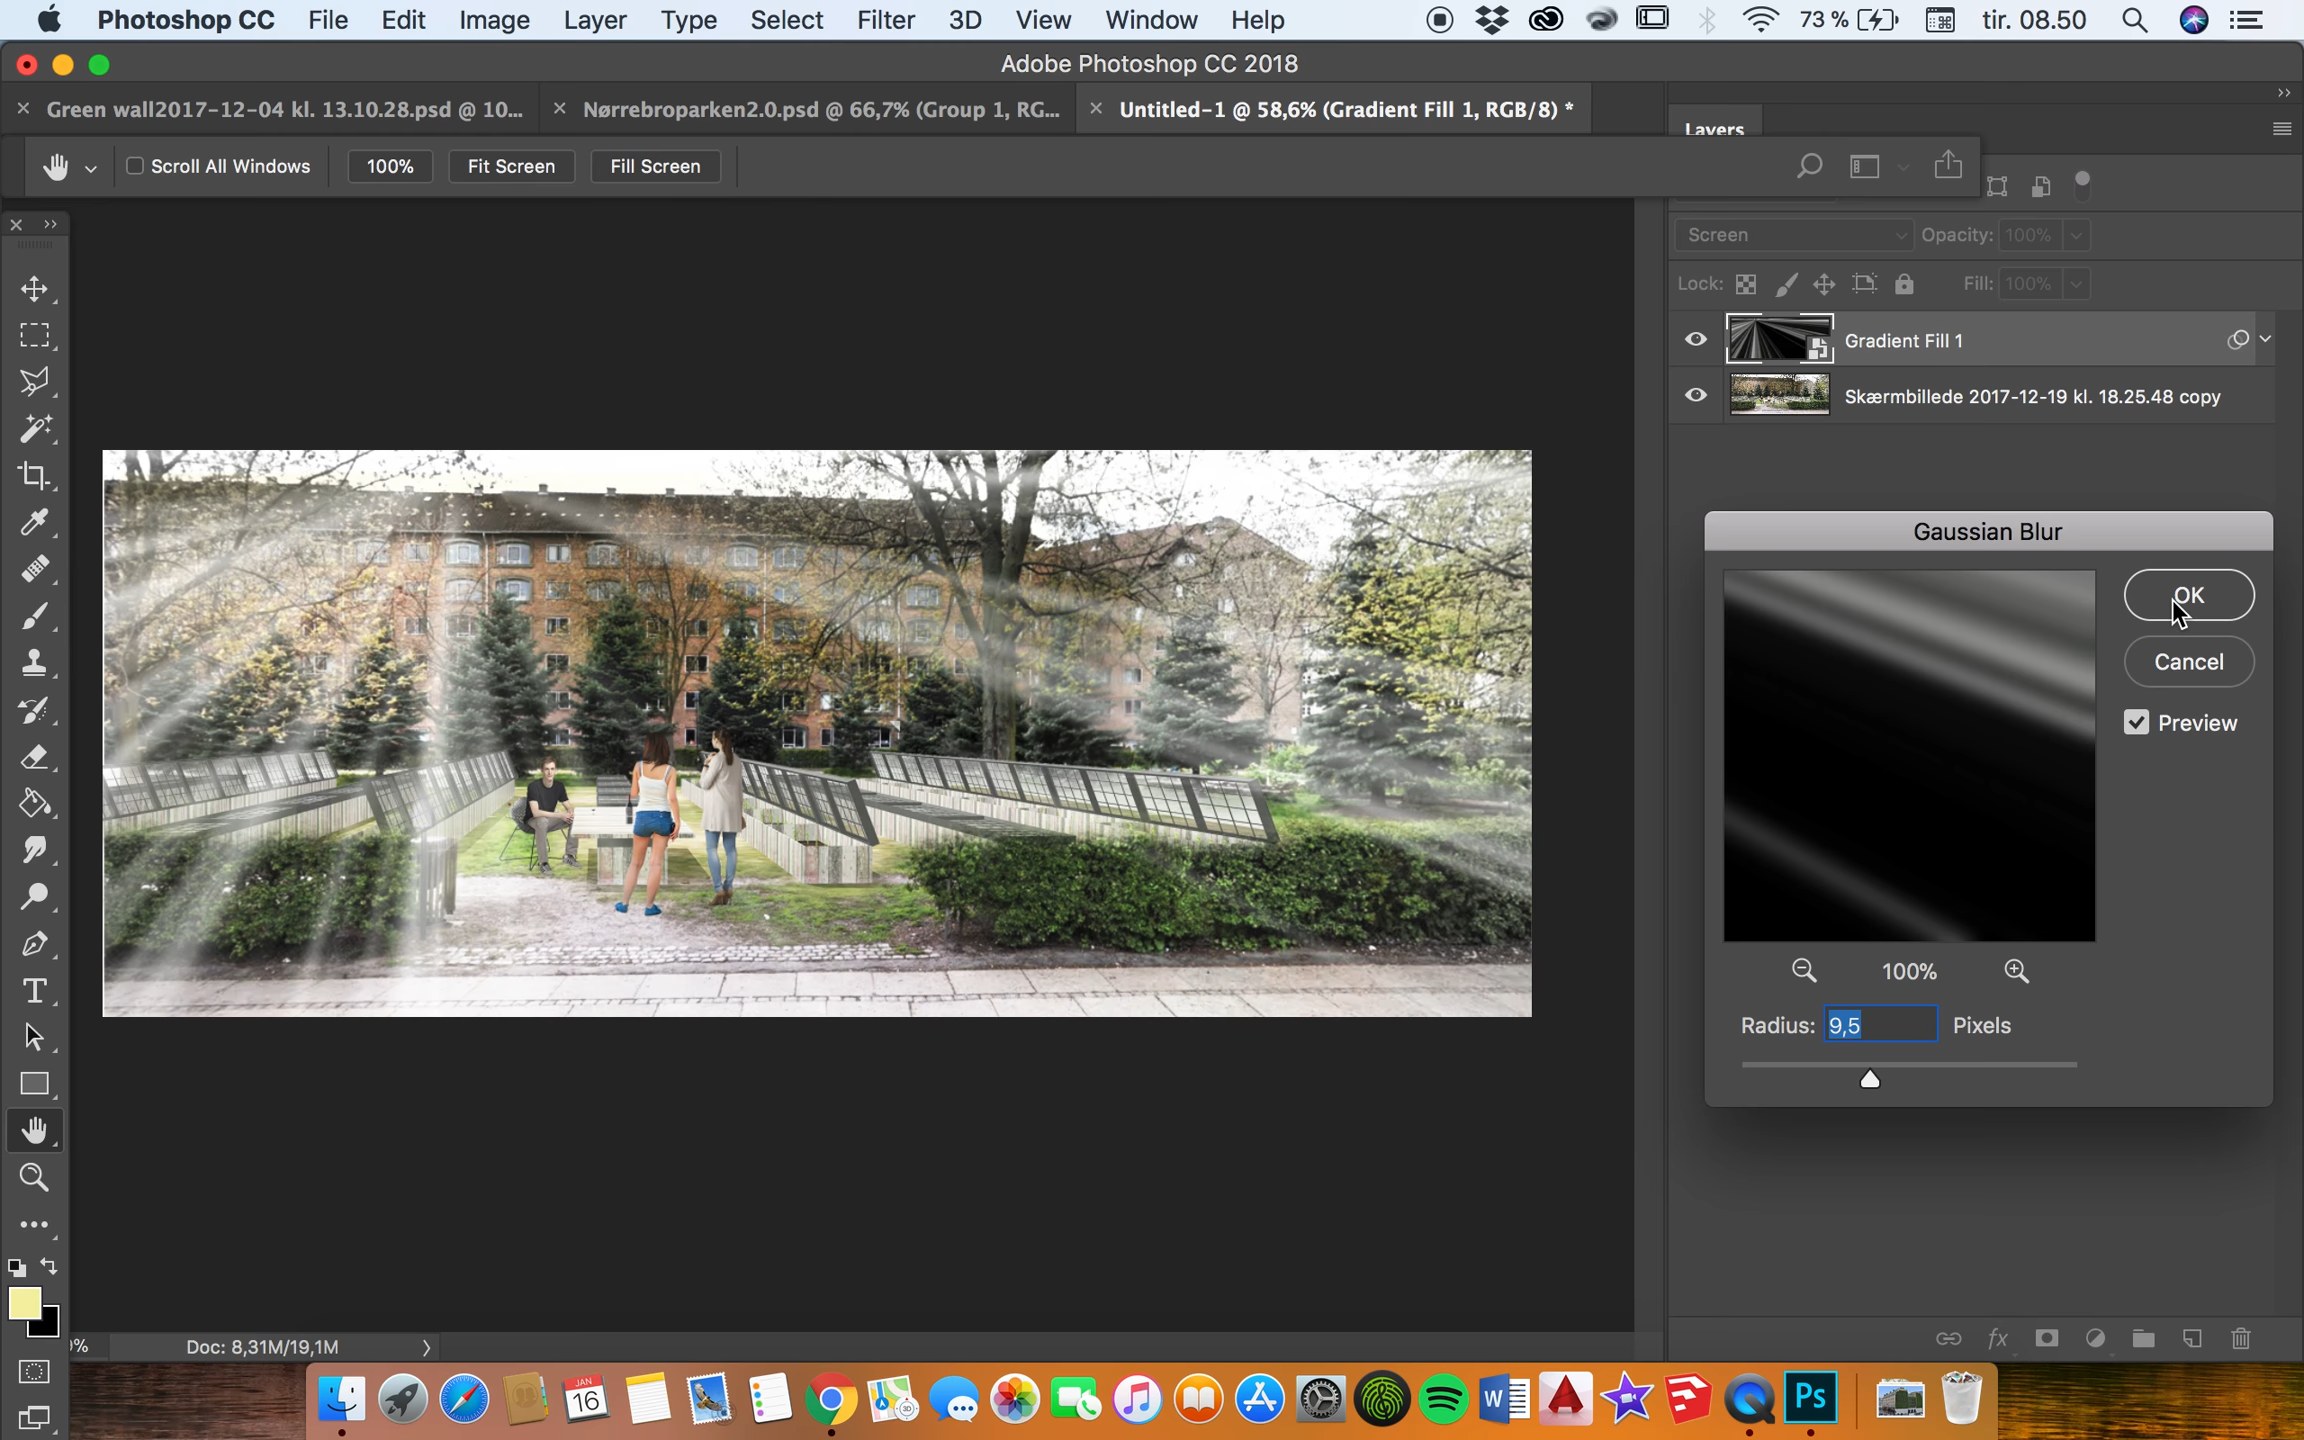 Photoshop CC File Edit Image Layer Type Select Filter 3D View Window Help 73 % tir. 08.50
Adobe Photoshop CC 2018
Green wall2017-12-04 kl. 13.10.28.psd @ 10... Nørrebroparken2.0.psd @ 66,7% (Group 1, RG... Untitled-1 @ 58,6% (Gradient Fill 1, RGB/8) *
Layers
Scroll All Windows 100% Fit Screen Fill Screen
Screen Opacity: 100%
Lock: Fill: 100%
Gradient Fill 1
Skærmbillede 2017-12-19 kl. 18.25.48 copy
Gaussian Blur
OK
Cancel
Preview
100%
Radius: 9,5 Pixels
T
fx
% Doc: 8,31M/19,1M
JAN
16
3D
W
Ps